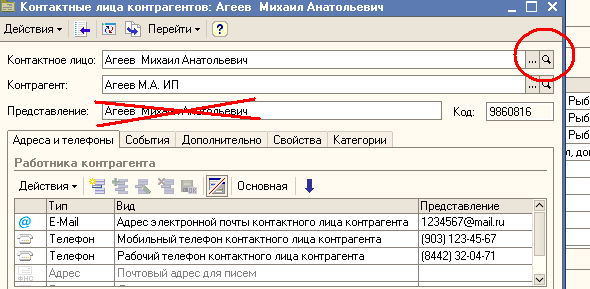 Контактные лица контрагентов: Агеев  Михаил Анатольевич
Действия Перейти ?
Контактное лицо: Агеев  Михаил Анатольевич ...
Контрагент: Агеев М.А. ИП ...
Представление: Агеев  Михаил Анатольевич Код: 9860816
Адреса и телефоны События Дополнительно Свойства Категории
Работника контрагента
Действия Основная
Тип Вид Представление
@ E-Mail Адрес электронной почты контактного лица контрагента 1234567@mail.ru
Телефон Мобильный телефон контактного лица контрагента (903) 123-45-67
Телефон Рабочий телефон контактного лица контрагента (8442) 32-04-71
ФНС Адрес Почтовый адрес для писем
Рыб
Рыб
Рыб